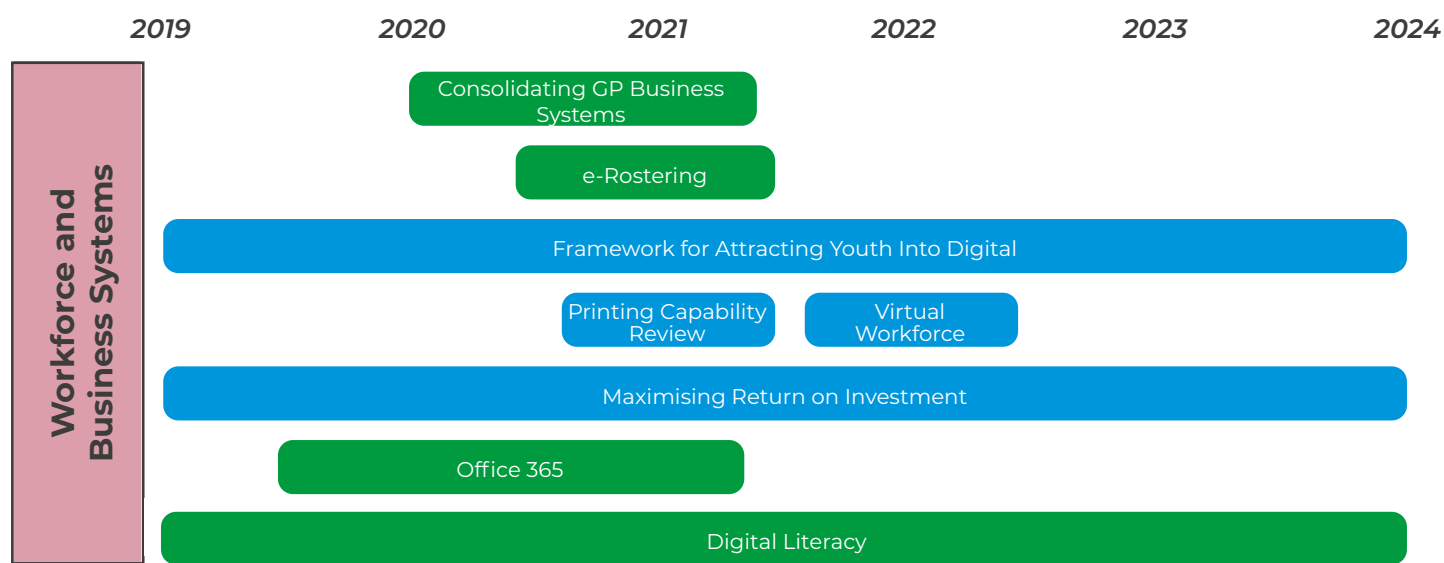 2019 2020 2021 2022 2023 2024
Workforce and
Business Systems
Consolidating GP Business
Systems
e-Rostering
Framework for Attracting Youth Into Digital
Printing Capability
Review
Virtual
Workforce
Maximising Return on Investment
Office 365
Digital Literacy